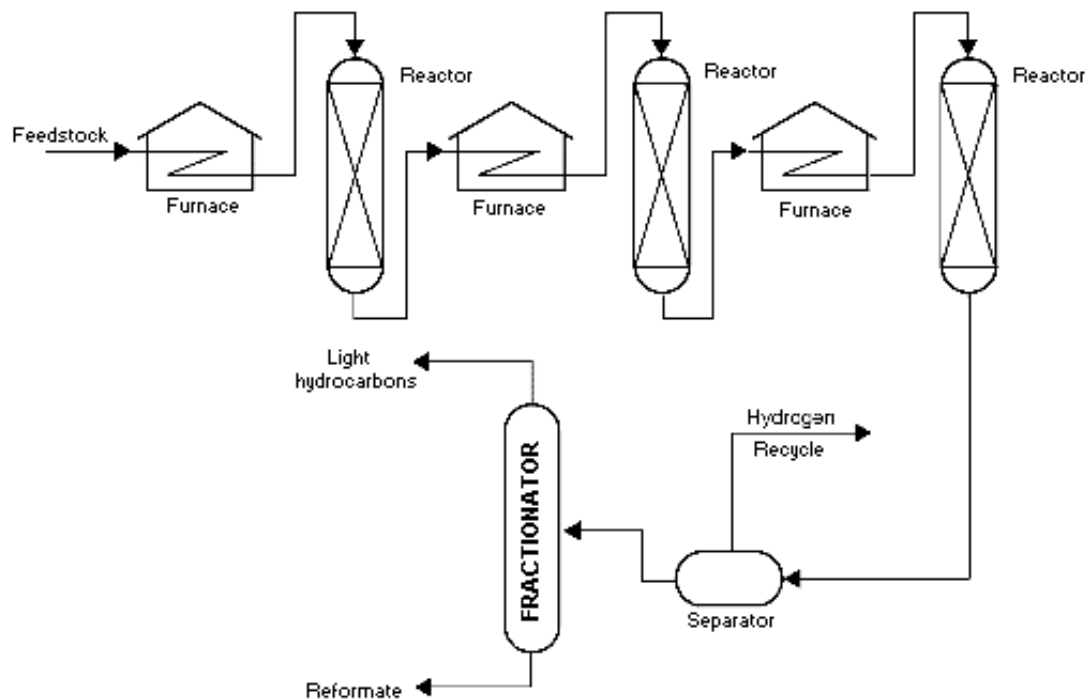 Reactor
Reactor
Reactor
Feedstock
Furnace
Furnace
Furnace
Light
hydrocarbons
Hydrogen
Recycle
FRACTIONATOR
Separator
Reformate